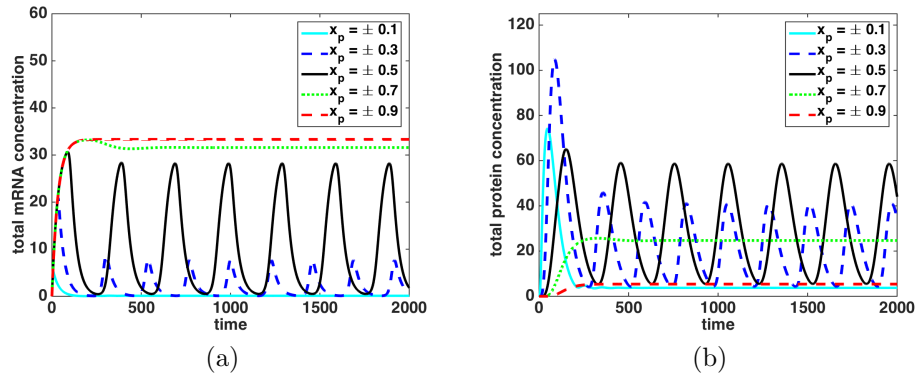 total mRNA concentration
60
50
40
30
20
10
0
0 500 1000 1500 2000
time
x_p = ± 0.1
x_p = ± 0.3
x_p = ± 0.5
x_p = ± 0.7
x_p = ± 0.9
(a)
total protein concentration
120
100
80
60
40
20
0
0 500 1000 1500 2000
time
x_p = ± 0.1
x_p = ± 0.3
x_p = ± 0.5
x_p = ± 0.7
x_p = ± 0.9
(b)